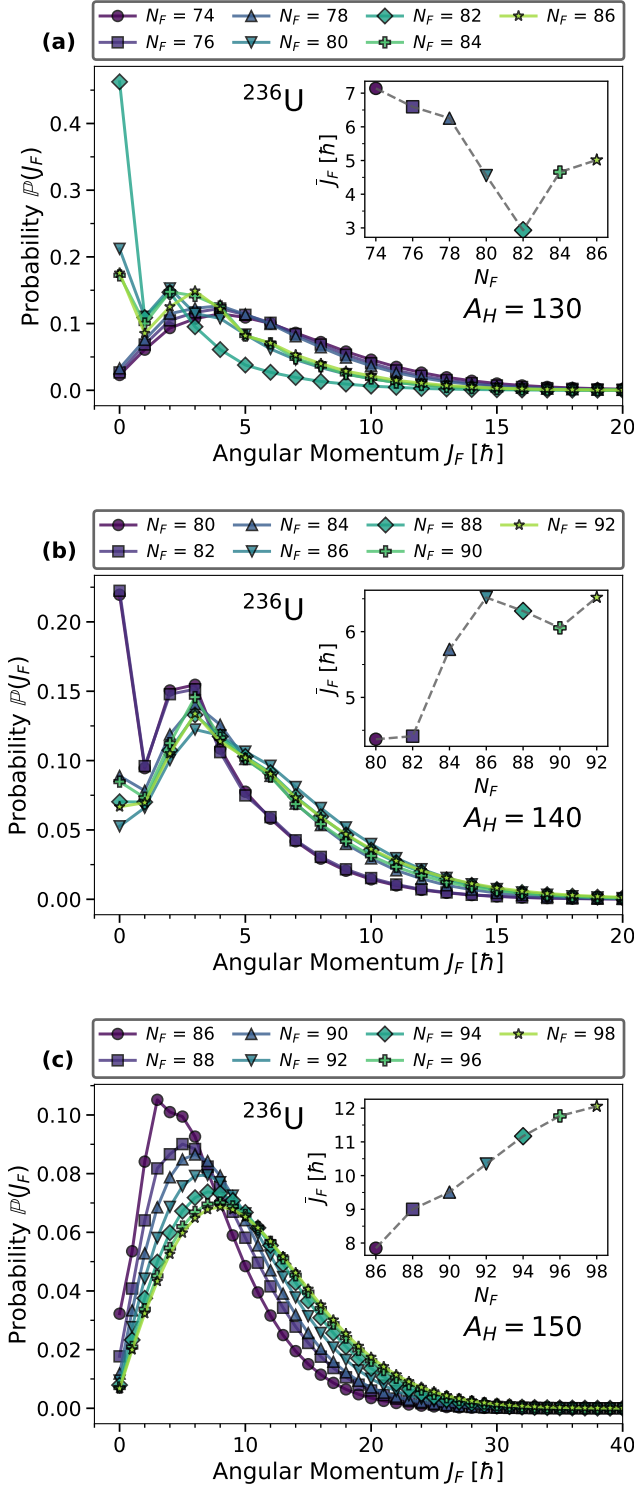 (a)
N_F = 74 N_F = 78 N_F = 82 N_F = 86
N_F = 76 N_F = 80 N_F = 84
²³⁶U
Probability ℙ(J_F)
0.4
0.3
0.2
0.1
0.0
0 5 10 15 20
Angular Momentum J_F [ħ]
J̄_F [ħ]
7
6
5
4
3
74 76 78 80 82 84 86
N_F
A_H = 130
(b)
N_F = 80 N_F = 84 N_F = 88 N_F = 92
N_F = 82 N_F = 86 N_F = 90
²³⁶U
Probability ℙ(J_F)
0.20
0.15
0.10
0.05
0.00
0 5 10 15 20
Angular Momentum J_F [ħ]
J̄_F [ħ]
6
5
80 82 84 86 88 90 92
N_F
A_H = 140
(c)
N_F = 86 N_F = 90 N_F = 94 N_F = 98
N_F = 88 N_F = 92 N_F = 96
²³⁶U
Probability ℙ(J_F)
0.10
0.08
0.06
0.04
0.02
0.00
0 10 20 30 40
Angular Momentum J_F [ħ]
J̄_F [ħ]
12
11
10
9
8
86 88 90 92 94 96 98
N_F
A_H = 150